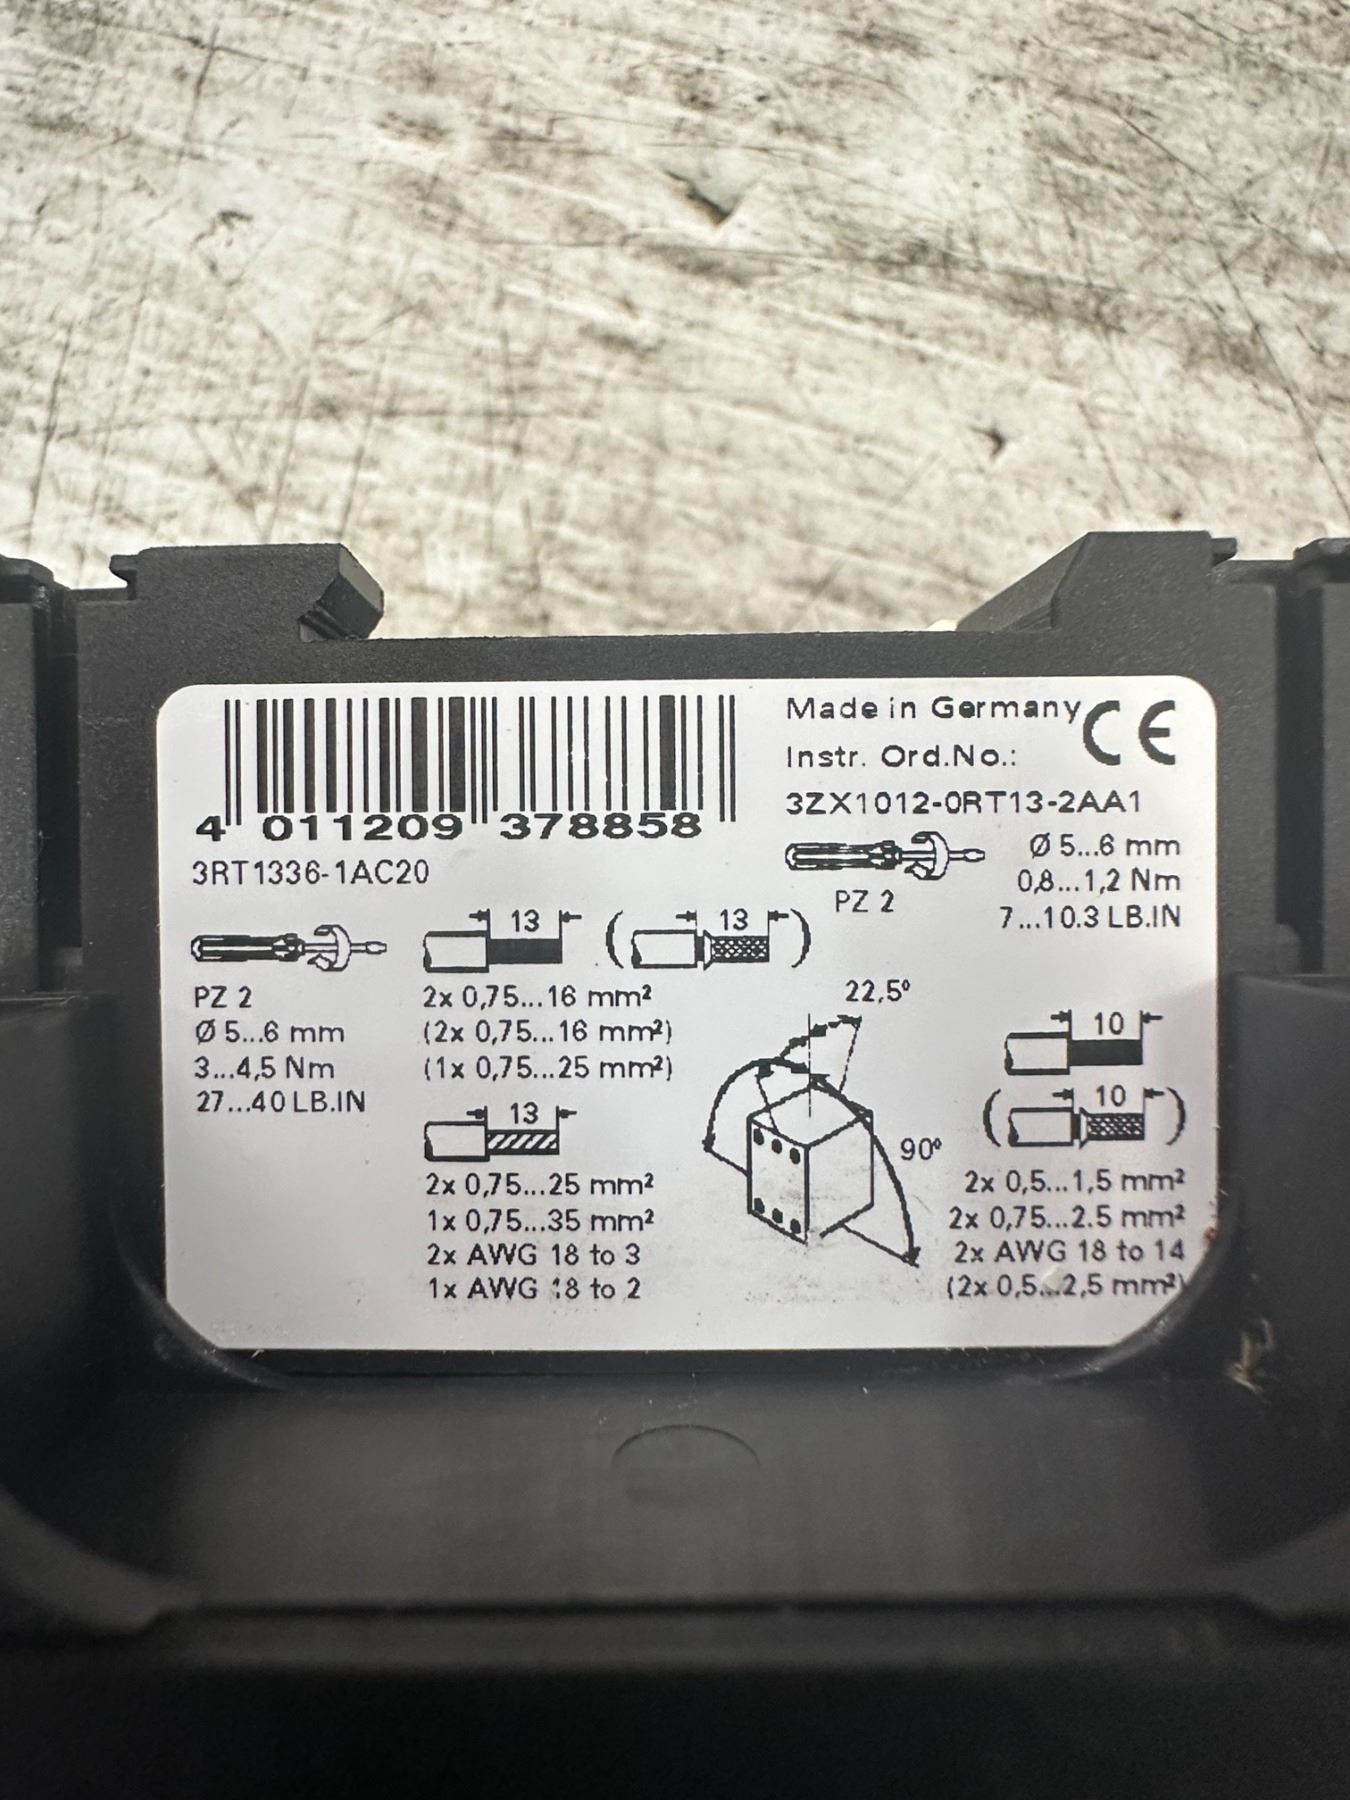 4 011209 378858
3RT1336-1AC20
Made in Germany CE
Instr. Ord.No.:
3ZX1012-0RT13-2AA1
PZ 2
Ø 5...6 mm
0,8...1,2 Nm
7...10.3 LB.IN
PZ 2
Ø 5...6 mm
3...4,5 Nm
27...40 LB.IN
13 ( 13 )
2x 0,75...16 mm²
(2x 0,75...16 mm²)
(1x 0,75...25 mm²)
13
2x 0,75...25 mm²
1x 0,75...35 mm²
2x AWG 18 to 3
1x AWG 18 to 2
22,5°
90°
10
( 10 )
2x 0,5...1,5 mm²
2x 0,75...2.5 mm²
2x AWG 18 to 14
(2x 0,5...2,5 mm²)